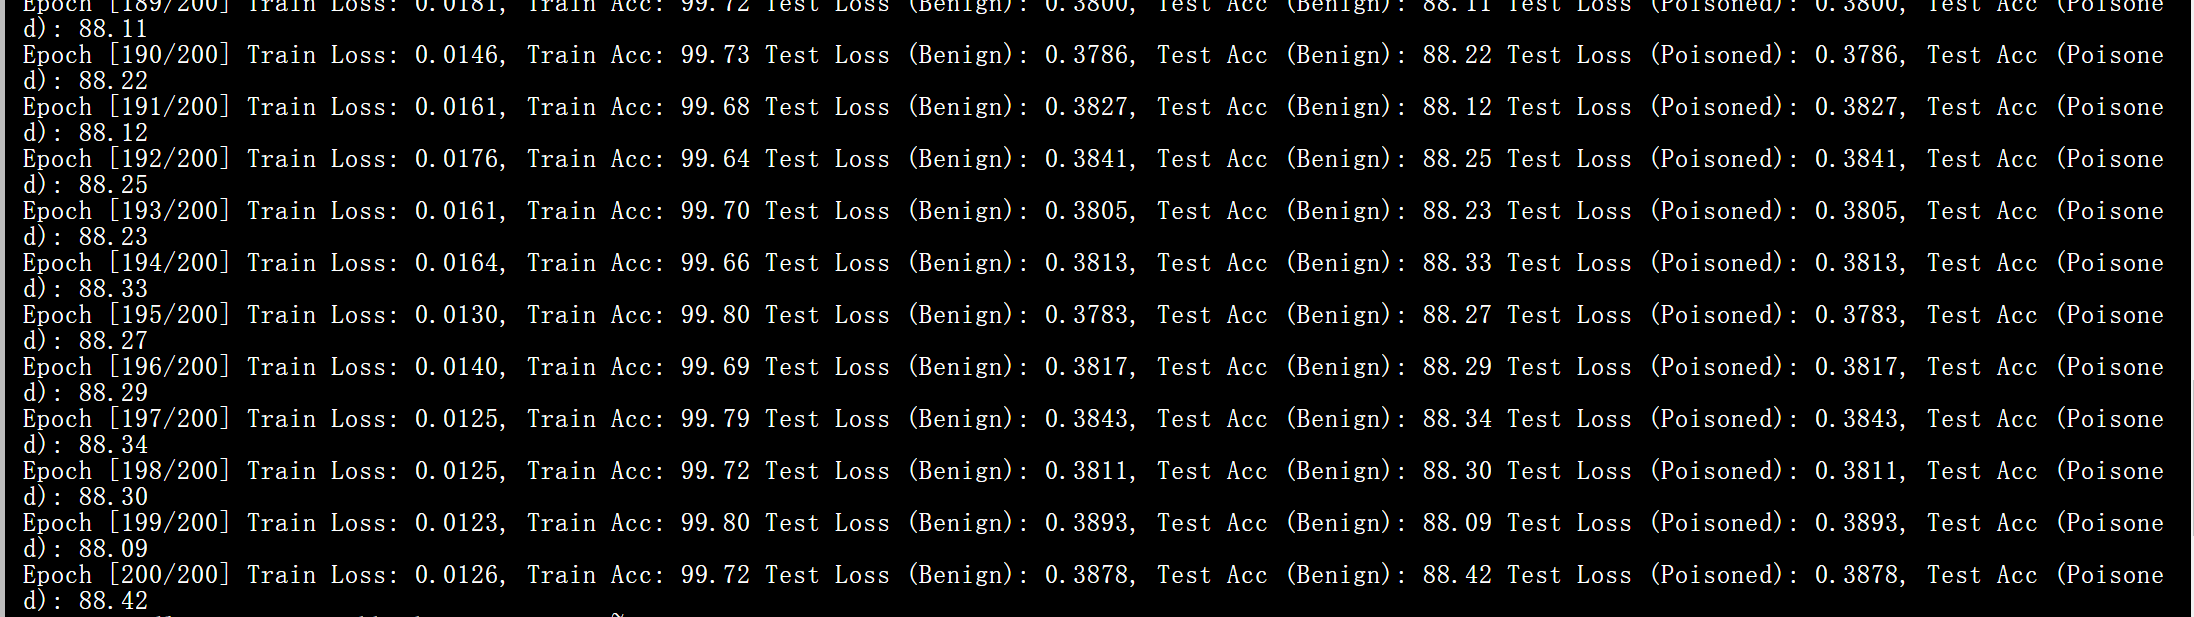 Epoch [189/200] Train Loss: 0.0181, Train Acc: 99.72 Test Loss (Benign): 0.3800, Test Acc (Benign): 88.11 Test Loss (Poisoned): 0.3800, Test Acc (Poisone
d): 88.11
Epoch [190/200] Train Loss: 0.0146, Train Acc: 99.73 Test Loss (Benign): 0.3786, Test Acc (Benign): 88.22 Test Loss (Poisoned): 0.3786, Test Acc (Poisone
d): 88.22
Epoch [191/200] Train Loss: 0.0161, Train Acc: 99.68 Test Loss (Benign): 0.3827, Test Acc (Benign): 88.12 Test Loss (Poisoned): 0.3827, Test Acc (Poisone
d): 88.12
Epoch [192/200] Train Loss: 0.0176, Train Acc: 99.64 Test Loss (Benign): 0.3841, Test Acc (Benign): 88.25 Test Loss (Poisoned): 0.3841, Test Acc (Poisone
d): 88.25
Epoch [193/200] Train Loss: 0.0161, Train Acc: 99.70 Test Loss (Benign): 0.3805, Test Acc (Benign): 88.23 Test Loss (Poisoned): 0.3805, Test Acc (Poisone
d): 88.23
Epoch [194/200] Train Loss: 0.0164, Train Acc: 99.66 Test Loss (Benign): 0.3813, Test Acc (Benign): 88.33 Test Loss (Poisoned): 0.3813, Test Acc (Poisone
d): 88.33
Epoch [195/200] Train Loss: 0.0130, Train Acc: 99.80 Test Loss (Benign): 0.3783, Test Acc (Benign): 88.27 Test Loss (Poisoned): 0.3783, Test Acc (Poisone
d): 88.27
Epoch [196/200] Train Loss: 0.0140, Train Acc: 99.69 Test Loss (Benign): 0.3817, Test Acc (Benign): 88.29 Test Loss (Poisoned): 0.3817, Test Acc (Poisone
d): 88.29
Epoch [197/200] Train Loss: 0.0125, Train Acc: 99.79 Test Loss (Benign): 0.3843, Test Acc (Benign): 88.34 Test Loss (Poisoned): 0.3843, Test Acc (Poisone
d): 88.34
Epoch [198/200] Train Loss: 0.0125, Train Acc: 99.72 Test Loss (Benign): 0.3811, Test Acc (Benign): 88.30 Test Loss (Poisoned): 0.3811, Test Acc (Poisone
d): 88.30
Epoch [199/200] Train Loss: 0.0123, Train Acc: 99.80 Test Loss (Benign): 0.3893, Test Acc (Benign): 88.09 Test Loss (Poisoned): 0.3893, Test Acc (Poisone
d): 88.09
Epoch [200/200] Train Loss: 0.0126, Train Acc: 99.72 Test Loss (Benign): 0.3878, Test Acc (Benign): 88.42 Test Loss (Poisoned): 0.3878, Test Acc (Poisone
d): 88.42